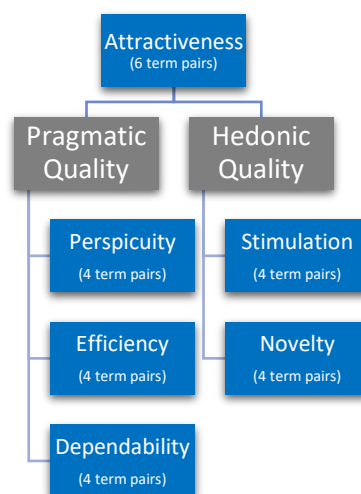 Attractiveness
(6 term pairs)
Pragmatic
Quality
Hedonic
Quality
Perspicuity
(4 term pairs)
Stimulation
(4 term pairs)
Efficiency
(4 term pairs)
Novelty
(4 term pairs)
Dependability
(4 term pairs)